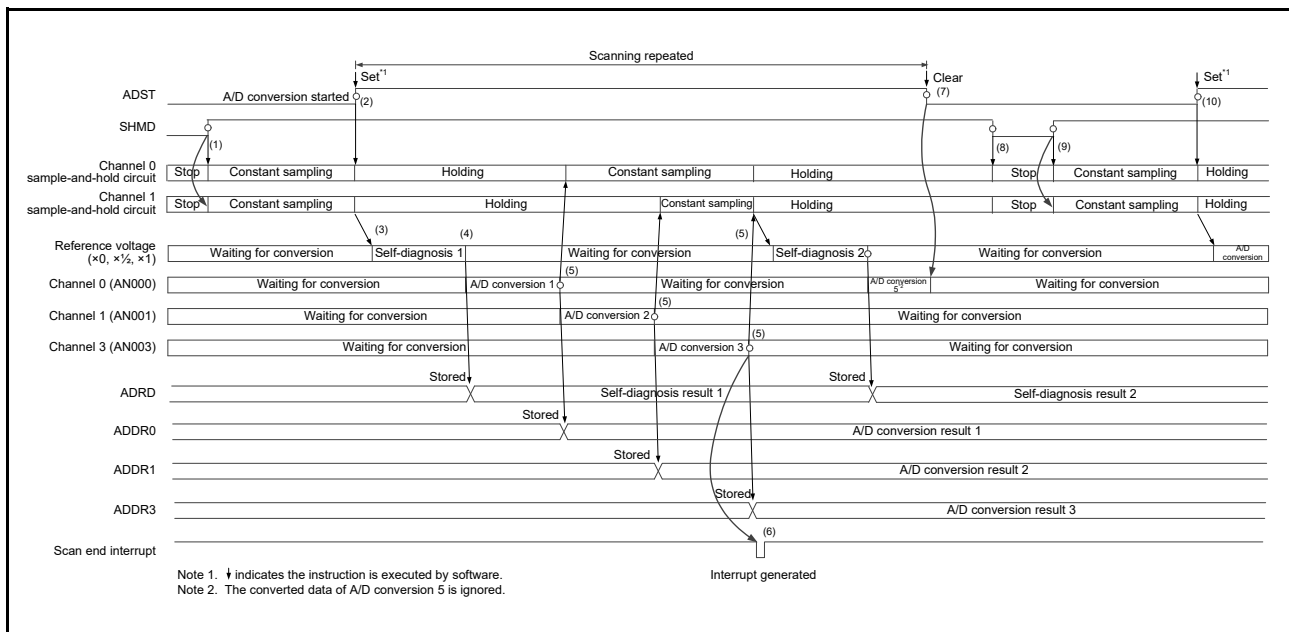 Scanning repeated
Set*1 Clear Set*1
ADST A/D conversion started (2) (7) (10)
SHMD (1) (8) (9)
Channel 0 sample-and-hold circuit Stop Constant sampling Holding Constant sampling Holding Stop Constant sampling Holding
Channel 1 sample-and-hold circuit Stop Constant sampling Holding Constant sampling Holding Stop Constant sampling Holding
(3) (4) (5)
Reference voltage (×0, ×½, ×1) Waiting for conversion Self-diagnosis 1 Waiting for conversion Self-diagnosis 2 Waiting for conversion A/D conversion
(5)
Channel 0 (AN000) Waiting for conversion A/D conversion 1 Waiting for conversion A/D conversion 5*2 Waiting for conversion
(5)
Channel 1 (AN001) Waiting for conversion A/D conversion 2 Waiting for conversion
(5)
Channel 3 (AN003) Waiting for conversion A/D conversion 3 Waiting for conversion
Stored Stored
ADRD Self-diagnosis result 1 Self-diagnosis result 2
Stored
ADDR0 A/D conversion result 1
Stored
ADDR1 A/D conversion result 2
Stored
ADDR3 A/D conversion result 3
(6)
Scan end interrupt
Note 1. ↓ indicates the instruction is executed by software. Interrupt generated
Note 2. The converted data of A/D conversion 5 is ignored.